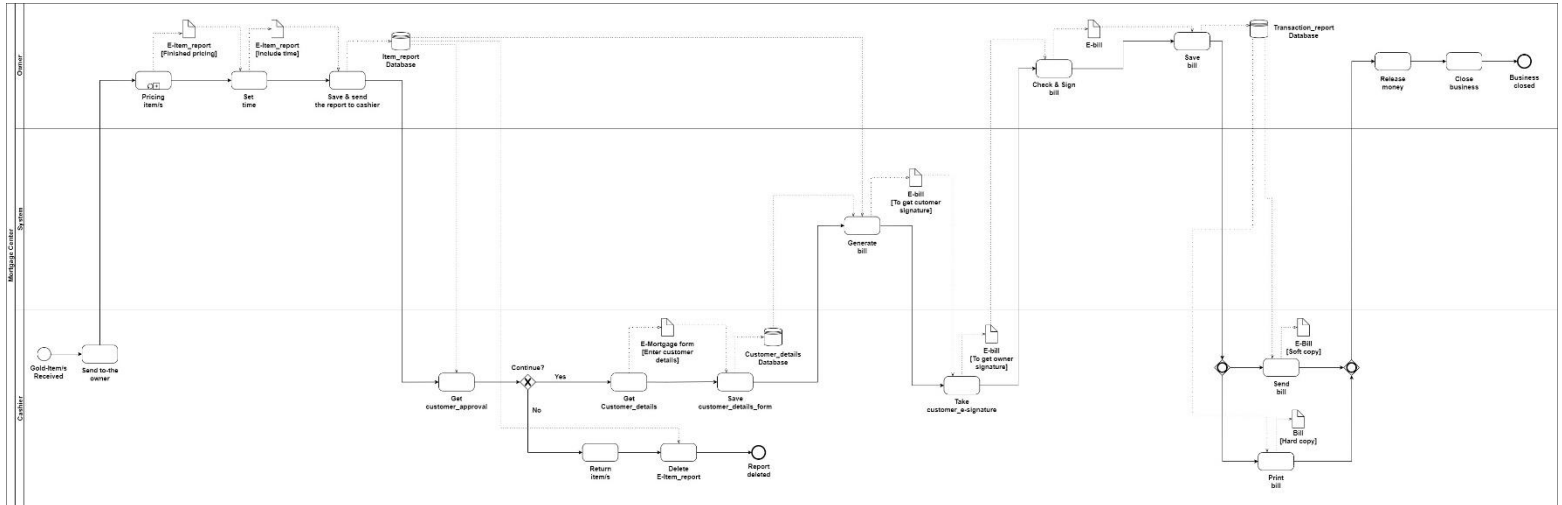 Mortgage Center
Owner
E-Item_report
[Finished pricing]
E-Item_report
[Include time]
Item_report
Database
Pricing
item/s
Set
time
Save & send
the report to cashier
E-bill
Save
bill
Transaction_report
Database
Check & Sign
bill
Release
money
Close
business
Business
closed
System
E-bill
[To get cutomer
signature]
Generate
bill
Cashier
Gold-Item/s
Received
Send to-the
owner
Continue?
Yes
No
Get
customer_approval
E-Mortgage form
[Enter customer
details]
Customer_details
Database
Get
Customer_details
Save
customer_details_form
E-bill
[To get owner
signature]
Take
customer_e-signature
E-Bill
[Soft copy]
Send
bill
Bill
[Hard copy]
Print
bill
Return
item/s
Delete
E-Item_report
Report
deleted